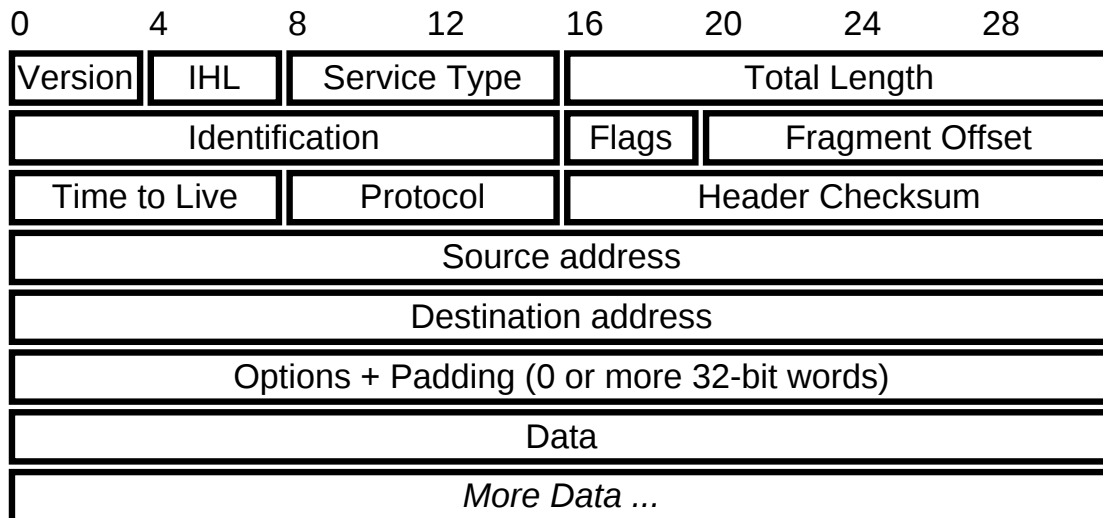 0 4 8 12 16 20 24 28
Version IHL Service Type Total Length
Identification Flags Fragment Offset
Time to Live Protocol Header Checksum
Source address
Destination address
Options + Padding (0 or more 32-bit words)
Data
More Data ...